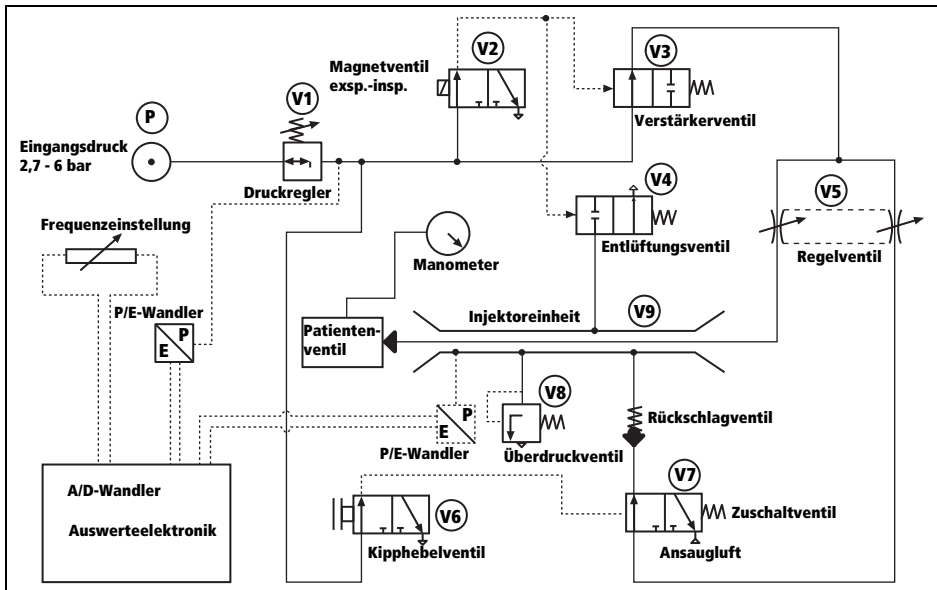 V2
V3
Magnetventil
exsp.-insp.
V1
P
Verstärkerventil
Eingangsdruck
2,7 - 6 bar
Druckregler
V4
V5
Frequenzeinstellung
Entlüftungsventil
Manometer
Regelventil
P/E-Wandler
P
E
Injektoreinheit
V9
Patienten-
ventil
V8
Rückschlagventil
P
E
P/E-Wandler
Überdruckventil
V7
A/D-Wandler
Auswerteelektronik
V6
Zuschaltventil
Kipphebelventil
Ansaugluft